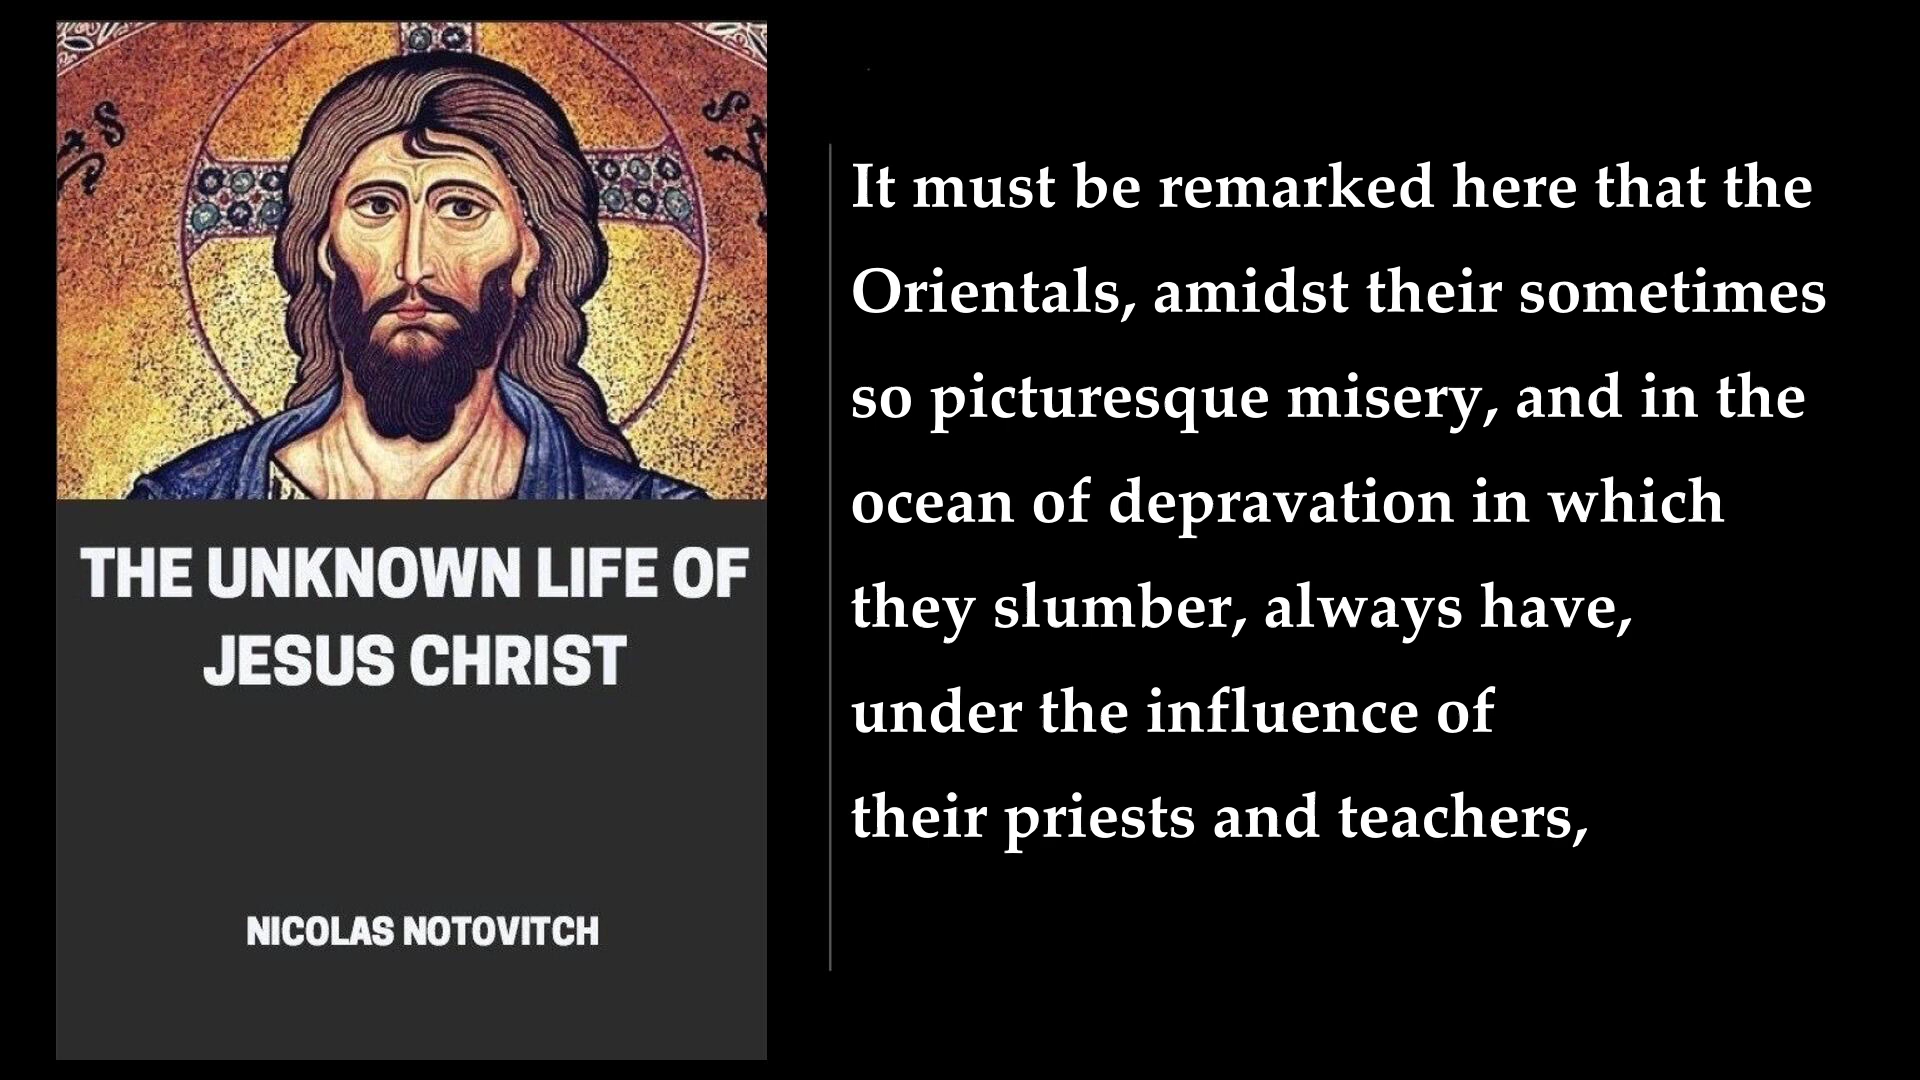 THE UNKNOWN LIFE OF
JESUS CHRIST
NICOLAS NOTOVITCH
It must be remarked here that the
Orientals, amidst their sometimes
so picturesque misery, and in the
ocean of depravation in which
they slumber, always have,
under the influence of
their priests and teachers,